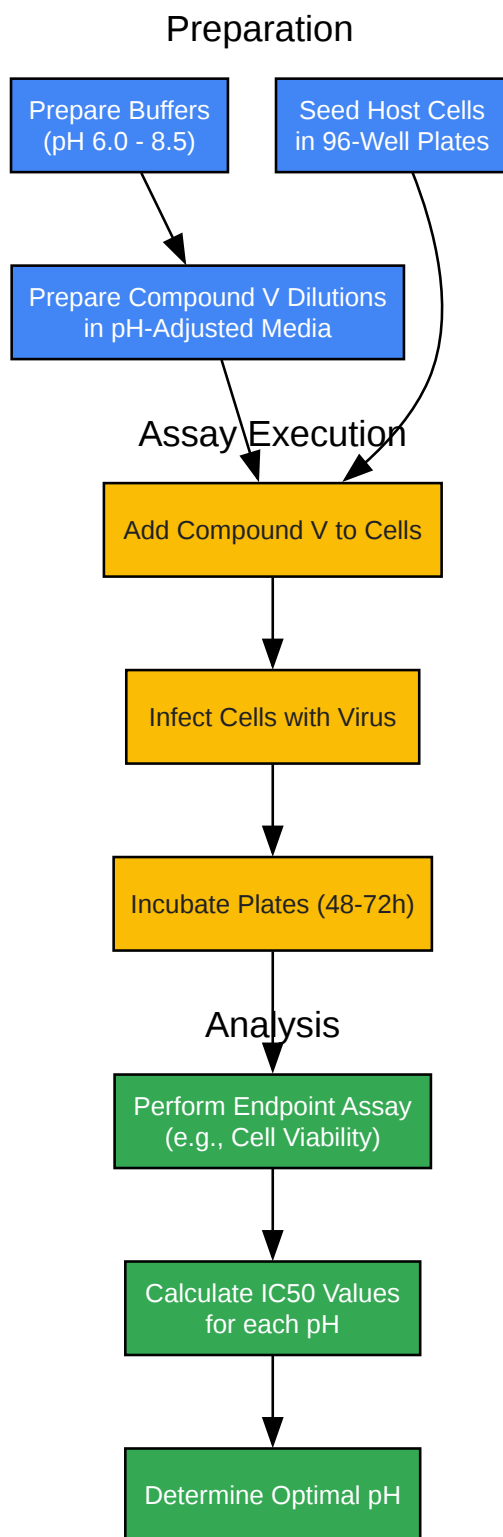 Preparation
Prepare Buffers
(pH 6.0 - 8.5)
Seed Host Cells
in 96-Well Plates
Prepare Compound V Dilutions
in pH-Adjusted Media
Assay Execution
Add Compound V to Cells
Infect Cells with Virus
Incubate Plates (48-72h)
Analysis
Perform Endpoint Assay
(e.g., Cell Viability)
Calculate IC50 Values
for each pH
Determine Optimal pH